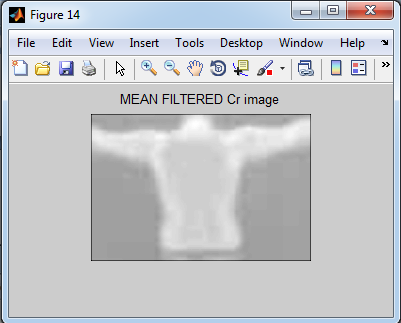 Figure 14
File Edit View Insert Tools Desktop Window Help
MEAN FILTERED Cr image